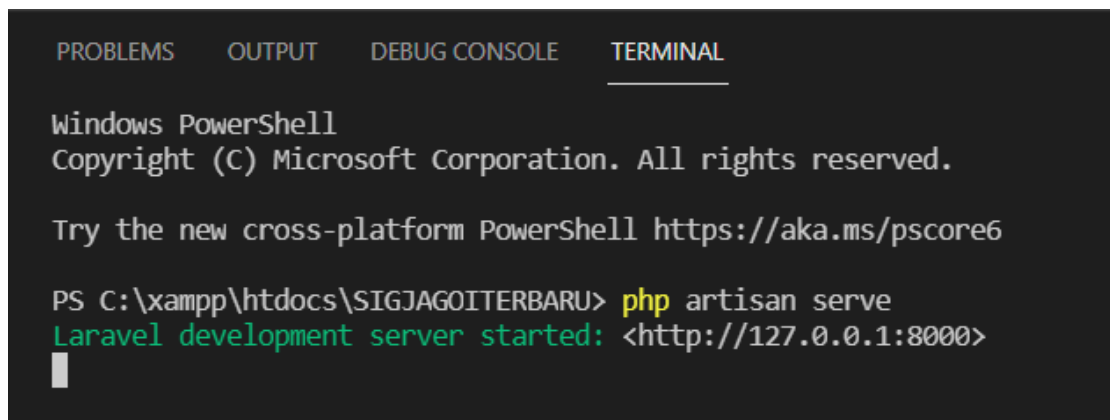 PROBLEMS OUTPUT DEBUG CONSOLE TERMINAL
Windows PowerShell
Copyright (C) Microsoft Corporation. All rights reserved.
Try the new cross-platform PowerShell https://aka.ms/pscore6
PS C:\xampp\htdocs\SIGJAGOITERBARU> php artisan serve
Laravel development server started: <http://127.0.0.1:8000>